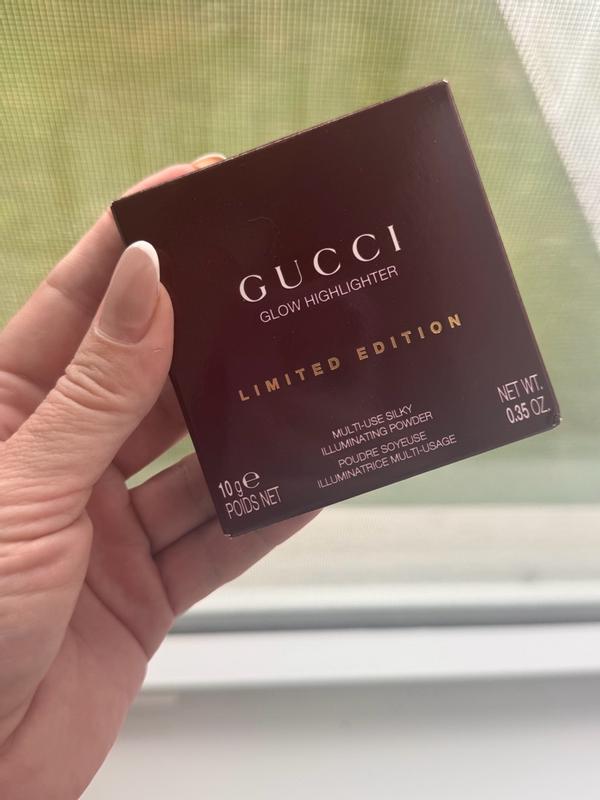 GUCCI
GLOW HIGHLIGHTER
LIMITED EDITION
MULTI-USE SILKY
ILLUMINATING POWDER
POUDRE SOYEUSE
ILLUMINATRICE MULTI-USAGE
10 g ℮
POIDS NET
NET WT.
0.35 OZ.